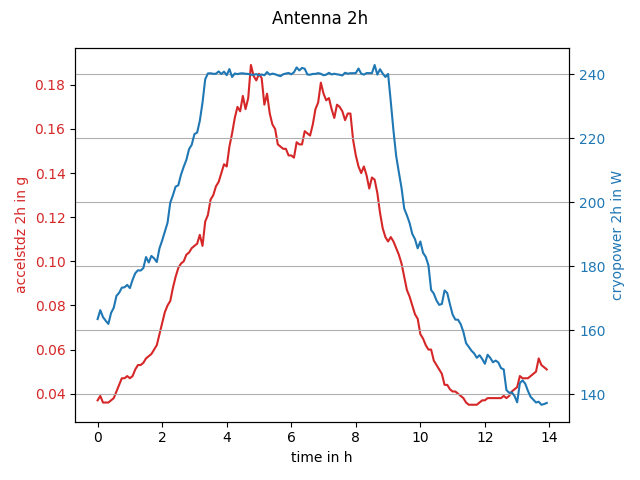 Antenna 2h
accelstdz 2h in g
0.18
0.16
0.14
0.12
0.10
0.08
0.06
0.04
240
220
200
180
160
140
cryopower 2h in W
0 2 4 6 8 10 12 14
time in h